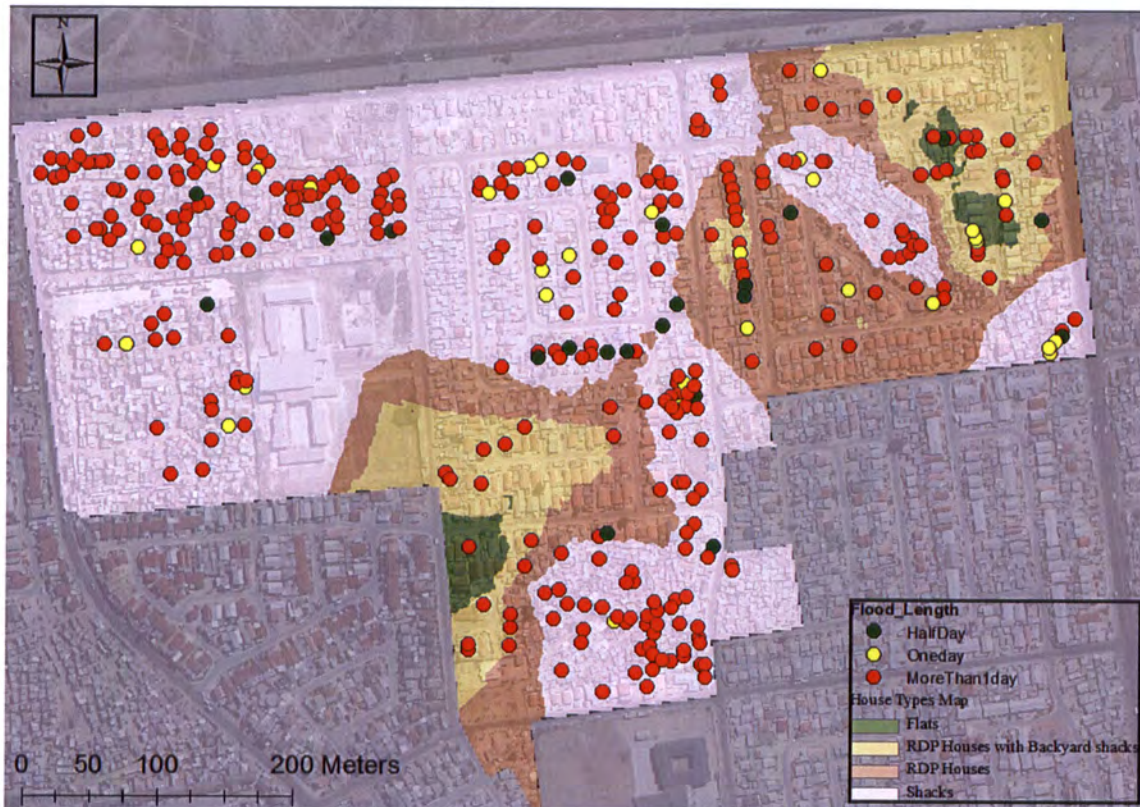 N
Flood_Length
HalfDay
Oneday
MoreThan1day
House Types Map
Flats
RDP Houses with Backyard shacks
RDP Houses
Shacks
0 50 100 200 Meters